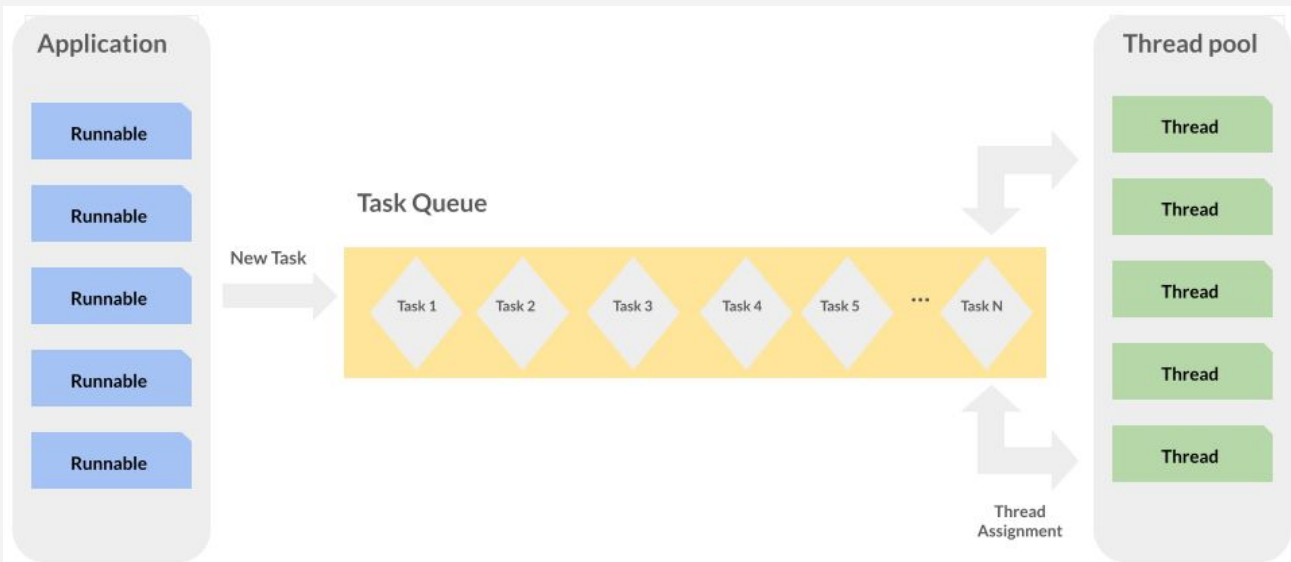 Application
Runnable
Runnable
Runnable
Runnable
Runnable
New Task
Task Queue
Task 1
Task 2
Task 3
Task 4
Task 5
...
Task N
Thread
Assignment
Thread pool
Thread
Thread
Thread
Thread
Thread